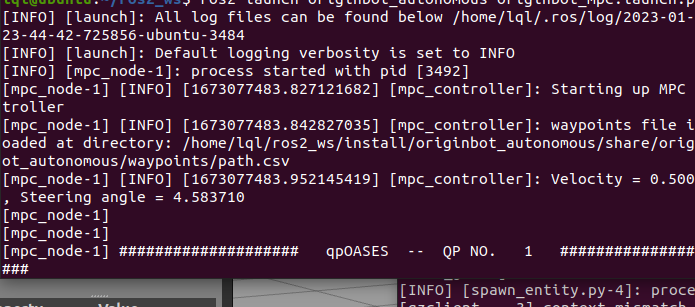 lql@ubuntu:~/ros2_ws$ ros2 launch originbot_autonomous originbot_mpc.launch.p
[INFO] [launch]: All log files can be found below /home/lql/.ros/log/2023-01-
23-44-42-725856-ubuntu-3484
[INFO] [launch]: Default logging verbosity is set to INFO
[INFO] [mpc_node-1]: process started with pid [3492]
[mpc_node-1] [INFO] [1673077483.827121682] [mpc_controller]: Starting up MPC
troller
[mpc_node-1] [INFO] [1673077483.842827035] [mpc_controller]: waypoints file i
oaded at directory: /home/lql/ros2_ws/install/originbot_autonomous/share/orig
ot_autonomous/waypoints/path.csv
[mpc_node-1] [INFO] [1673077483.952145419] [mpc_controller]: Velocity = 0.500
, Steering angle = 4.583710
[mpc_node-1]
[mpc_node-1]
[mpc_node-1] #################### qpOASES -- QP NO. 1 ###############
###
[INFO] [spawn_entity.py-4]: proce
Value